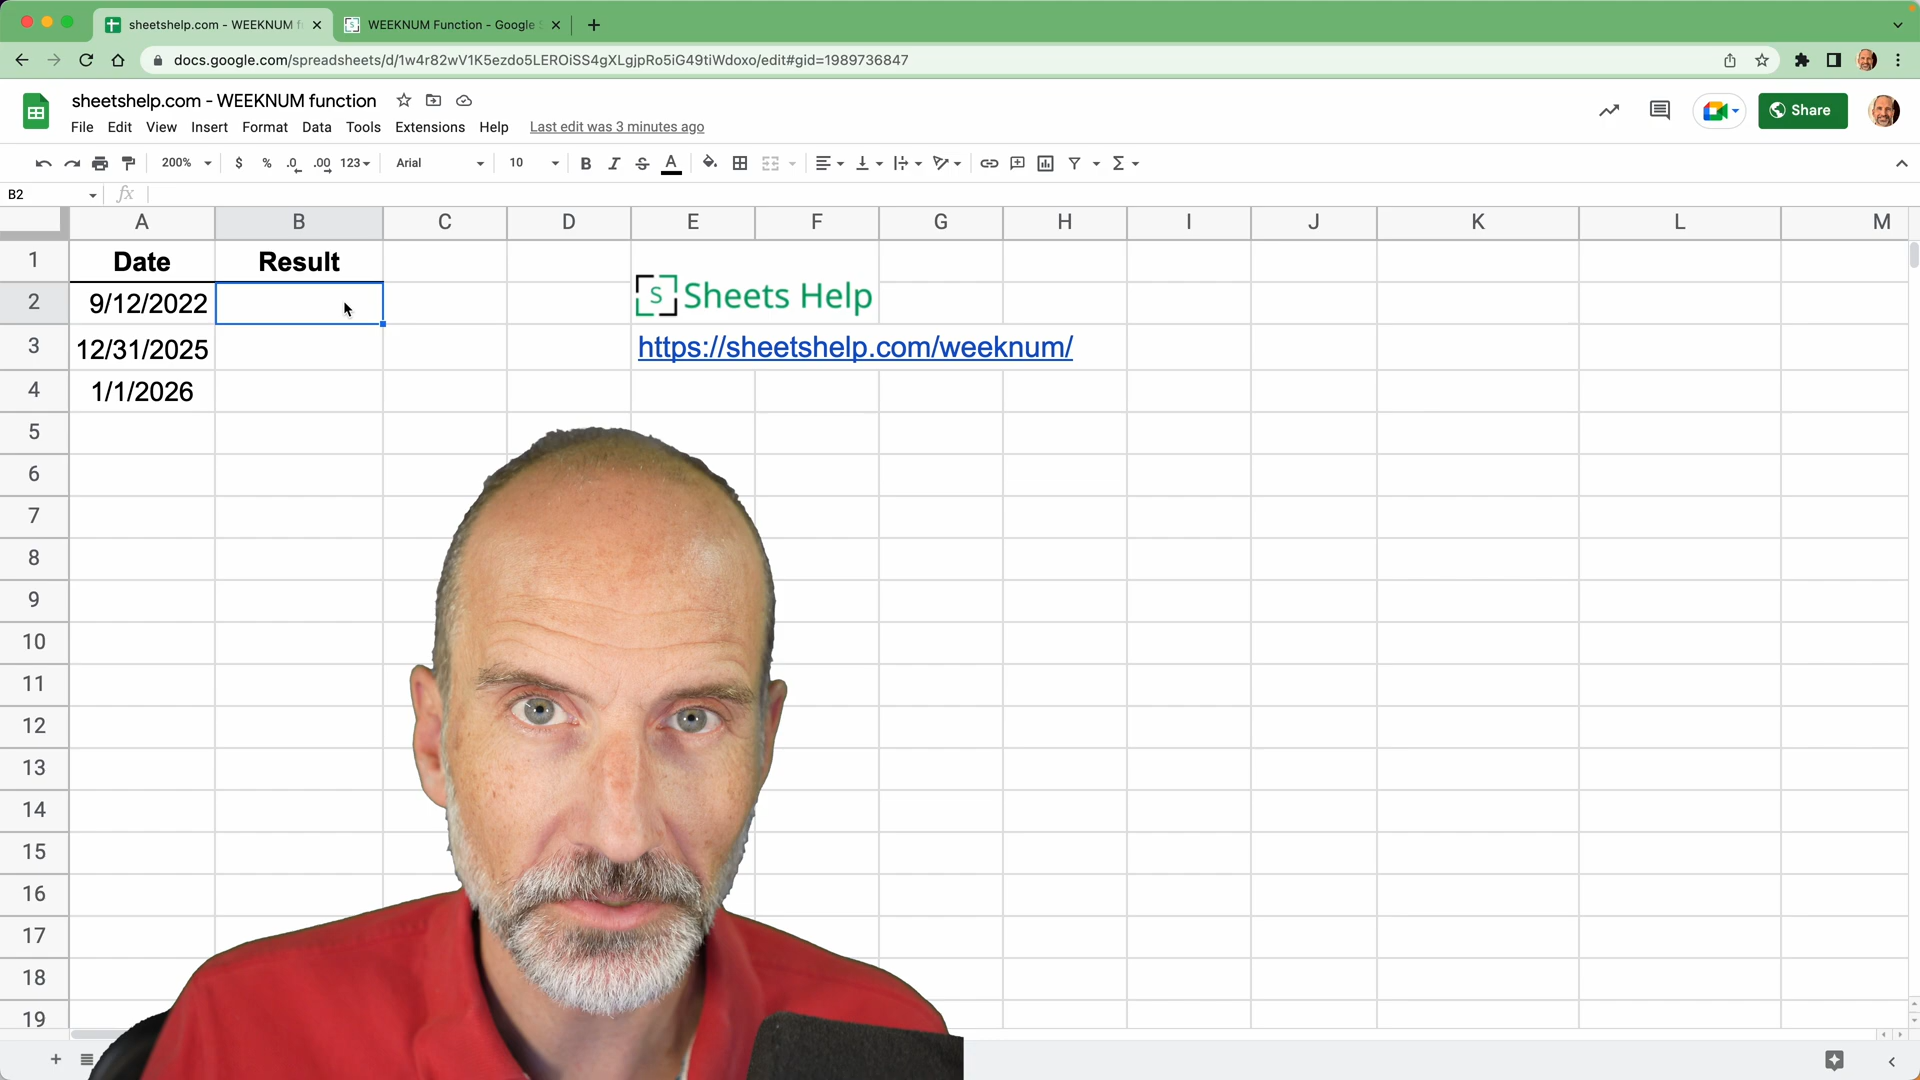 sheetshelp.com - WEEKNUM f
WEEKNUM Function - Google S
docs.google.com/spreadsheets/d/1w4r82wV1K5ezdo5LEROiSS4gXLgjpRo5iG49tiWdoxo/edit#gid=1989736847
sheetshelp.com - WEEKNUM function
Share
File Edit View Insert Format Data Tools Extensions Help Last edit was 3 minutes ago
200% $ % .0 .00 123 Arial 10 B I S A Σ
B2 fx
A B C D E F G H I J K L M
1 Date Result
2 9/12/2022 S Sheets Help
3 12/31/2025 https://sheetshelp.com/weeknum/
4 1/1/2026
5
6
7
8
9
10
11
12
13
14
15
16
17
18
19